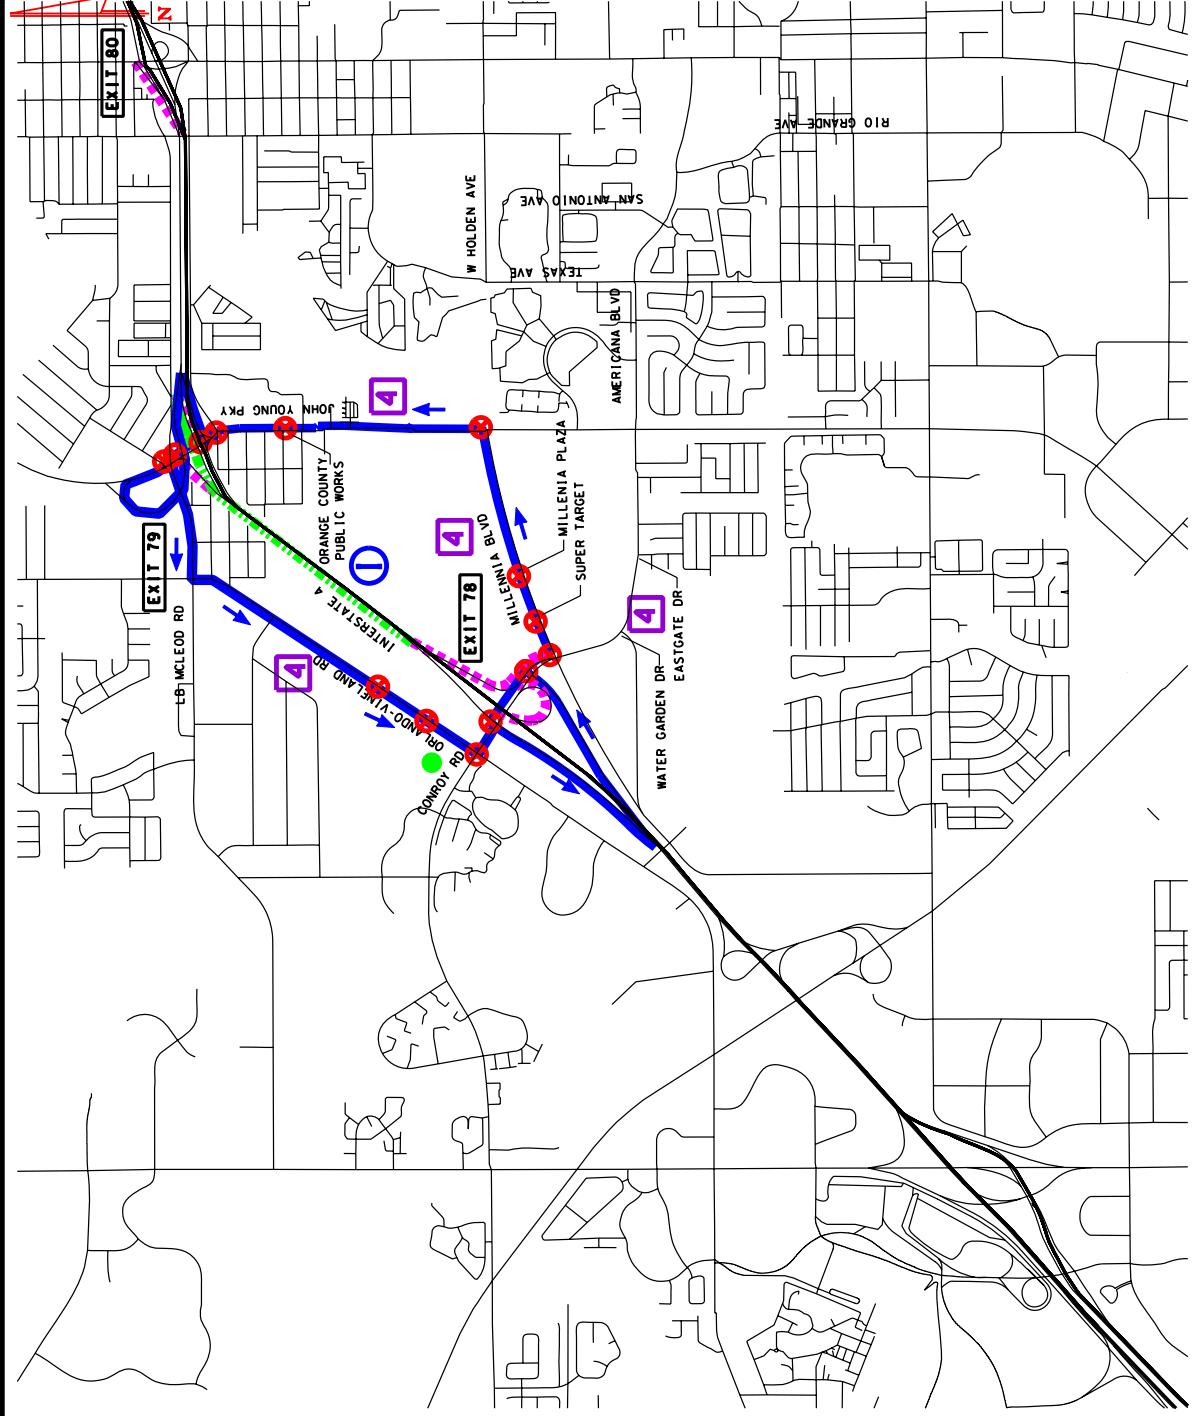 N
EXIT 80
RIO GRANDE AVE
W HOLDEN AVE
SAN ANTONIO AVE
TEXAS AVE
AMERICANA BLVD
JOHN YOUNG PKY
4
ORANGE COUNTY
PUBLIC WORKS
MILLENIA PLAZA
SUPER TARGET
MILLENNIA BLVD
4
EXIT 79
1
EXIT 78
INTERSTATE 4
LB MCLEOD RD
4
ORLANDO-VINELAND RD
CONROY RD
4
EASTGATE DR
WATER GARDEN DR